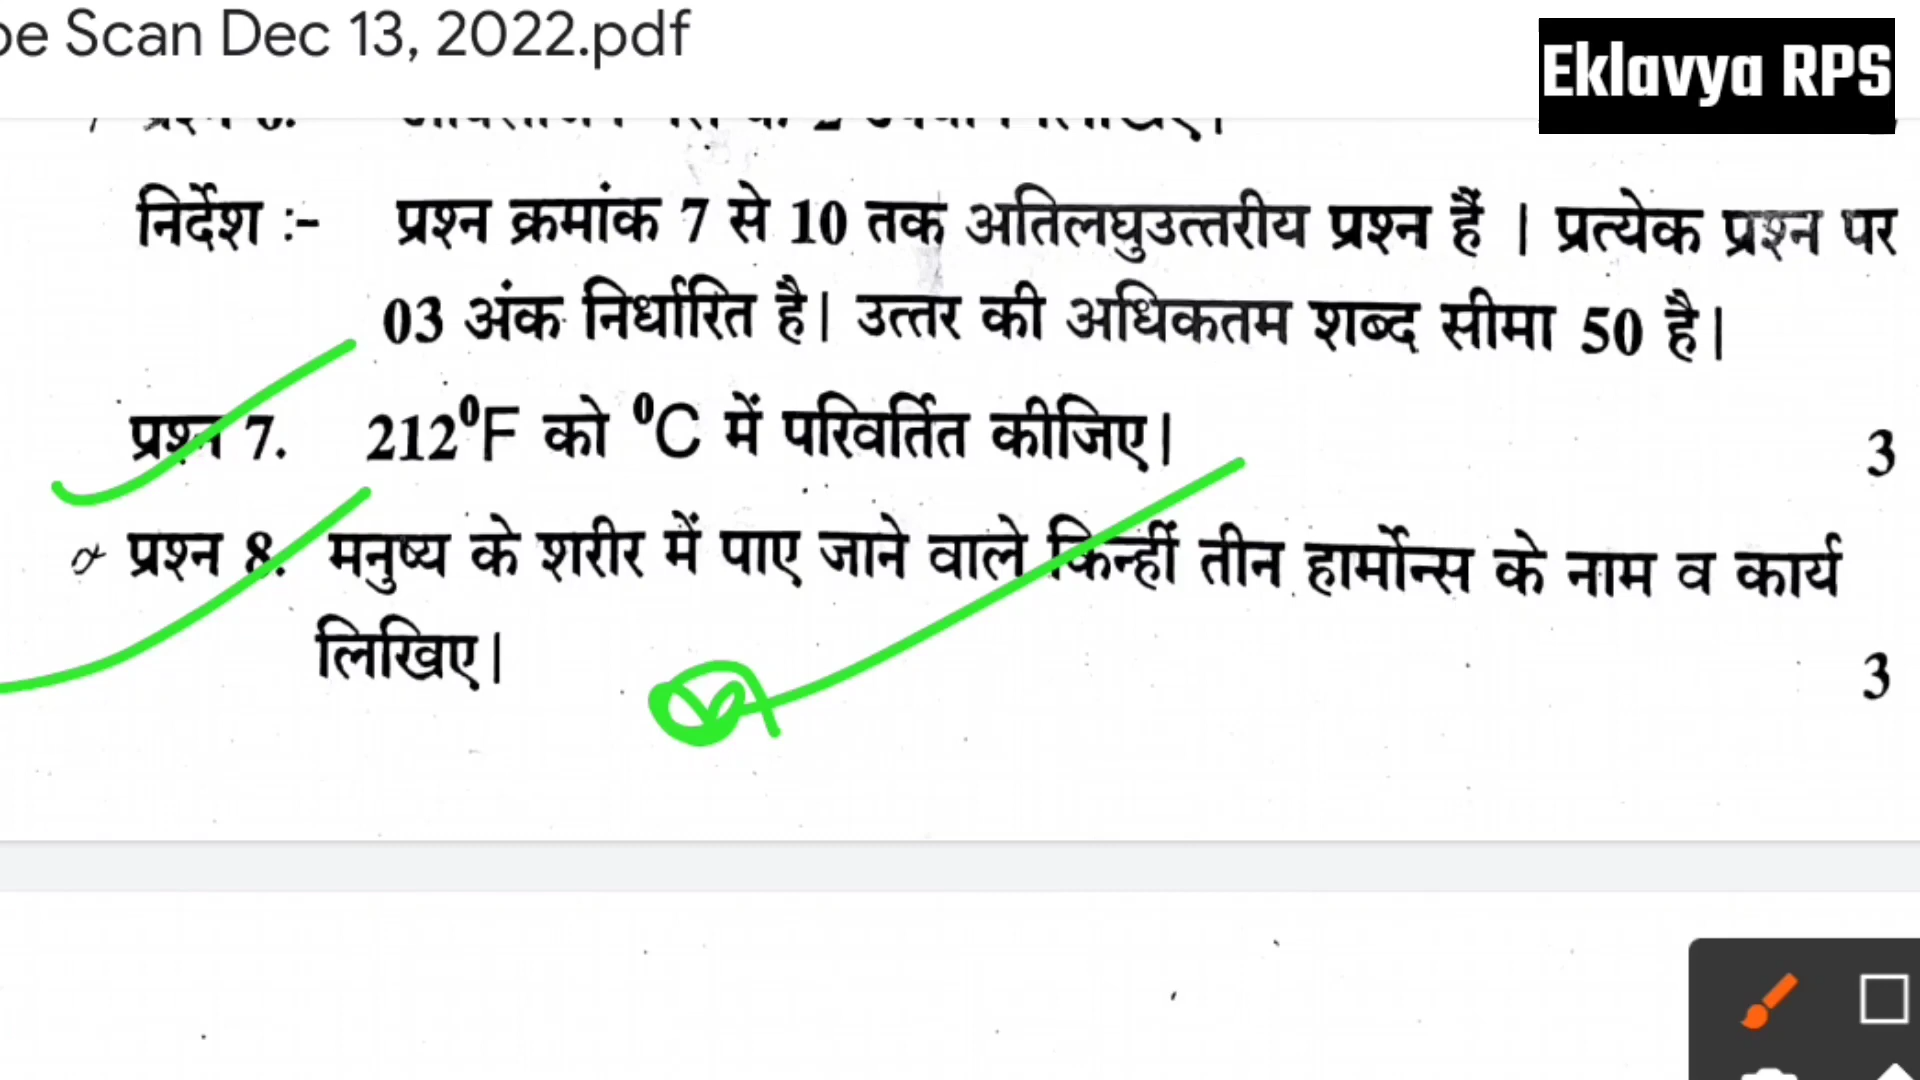 be Scan Dec 13, 2022.pdf
Eklavya RPS
निर्देश :- प्रश्न क्रमांक 7 से 10 तक अतिलघुउत्तरीय प्रश्न हैं । प्रत्येक प्रश्न पर
03 अंक निर्धारित है। उत्तर की अधिकतम शब्द सीमा 50 है।
प्रश्न 7. 212⁰F को ⁰C में परिवर्तित कीजिए। 3
प्रश्न 8. मनुष्य के शरीर में पाए जाने वाले किन्हीं तीन हार्मोन्स के नाम व कार्य
लिखिए। 3